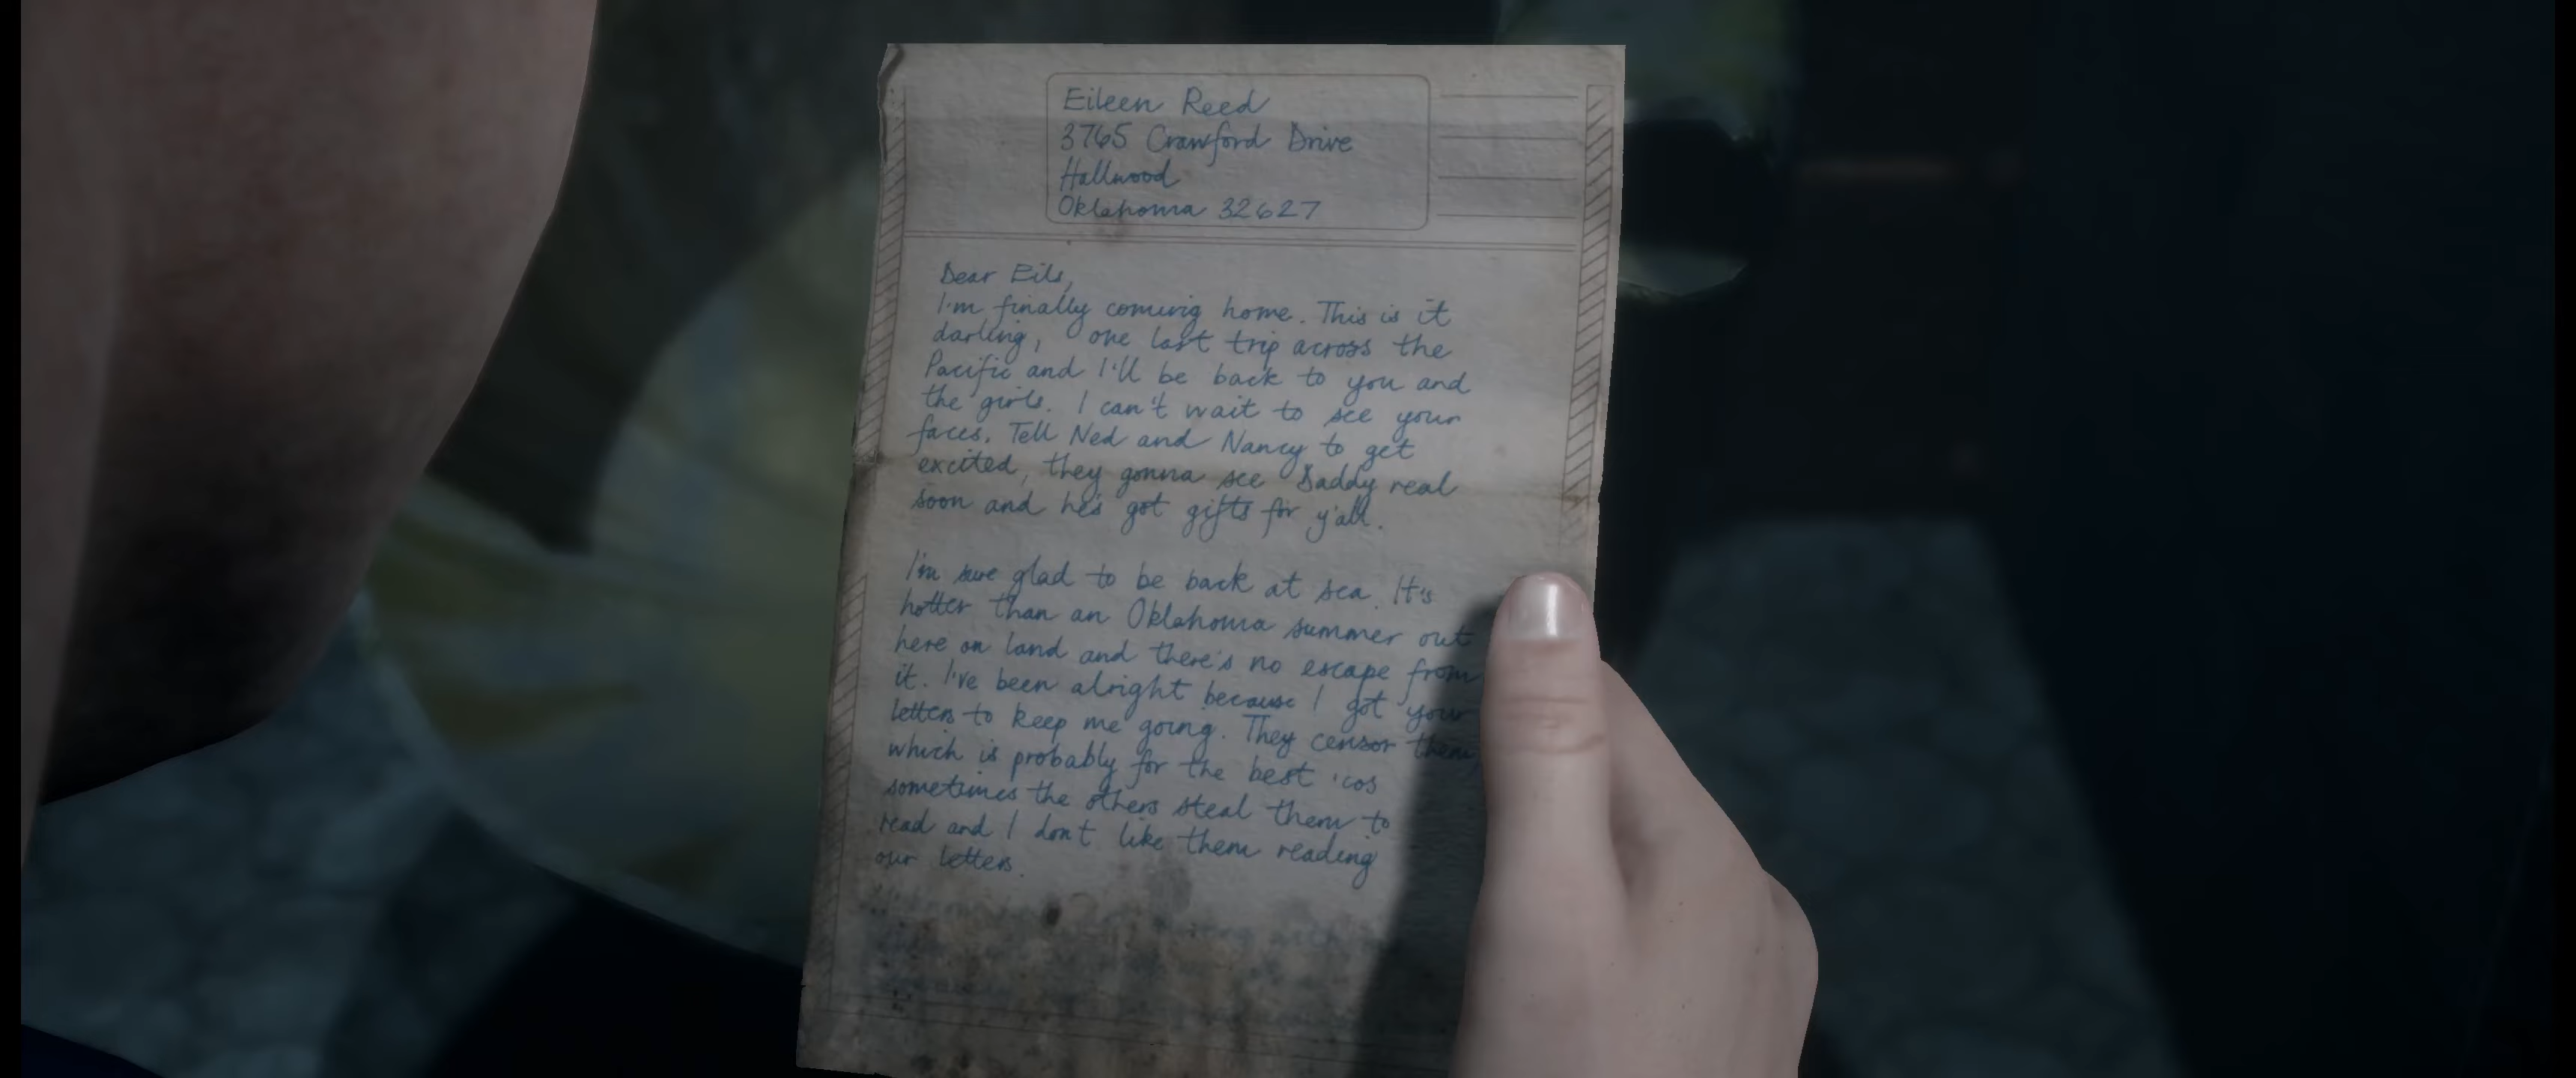 Eileen Reed
3765 Crawford Drive
Hallwood
Oklahoma 32627
Dear Eils,
I'm finally coming home. This is it
darling, one last trip across the
Pacific and I'll be back to you and
the girls. I can't wait to see your
faces. Tell Ned and Nancy to get
excited, they gonna see Daddy real
soon and he's got gifts for y'all.
I'm sure glad to be back at sea. It's
hotter than an Oklahoma summer out
here on land and there's no escape from
it. I've been alright because I got your
letters to keep me going. They censor them,
which is probably for the best 'cos
sometimes the others steal them to
read and I don't like them reading
our letters.